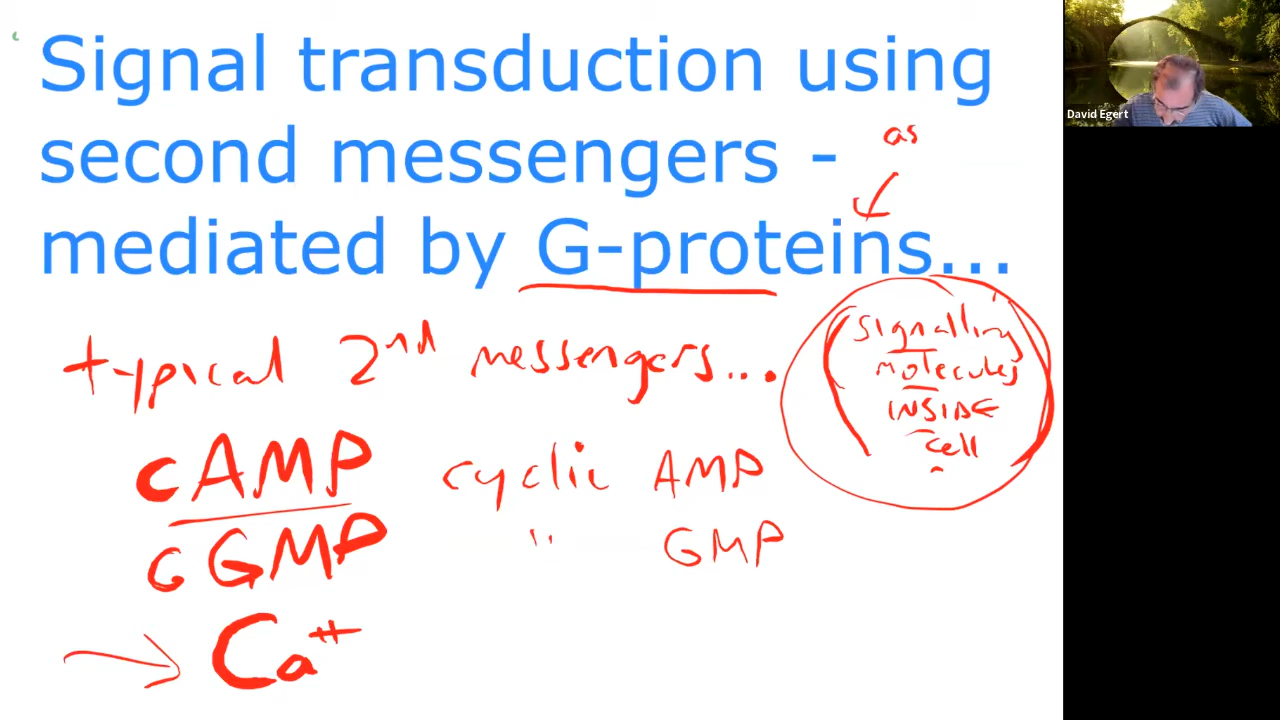 Signal transduction using
second messengers -
as
mediated by G-proteins...
typical 2nd messengers...
signalling
molecules
INSIDE
cell
cAMP cyclic AMP
cGMP " GMP
Ca++
David Egert